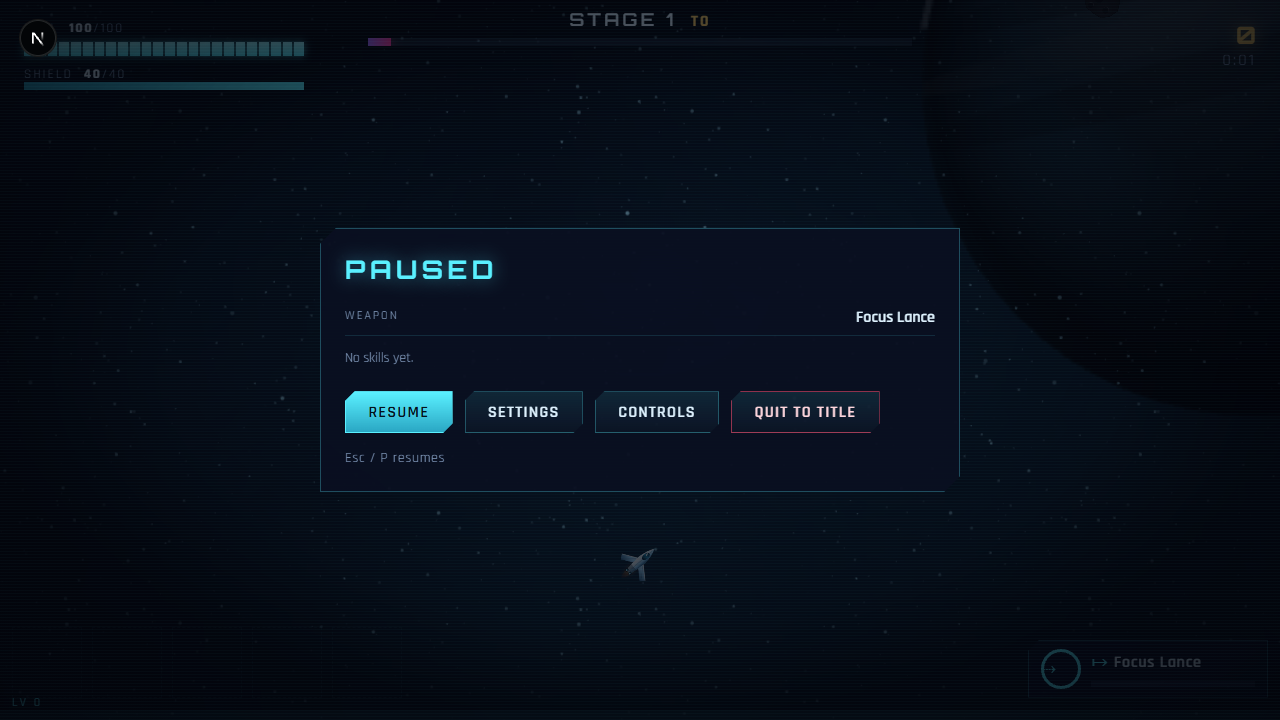 N
100/100
SHIELD 40/40
STAGE 1 T0
0:01
PAUSED
WEAPON Focus Lance
No skills yet.
RESUME SETTINGS CONTROLS QUIT TO TITLE
Esc / P resumes
↦ Focus Lance
LV 0